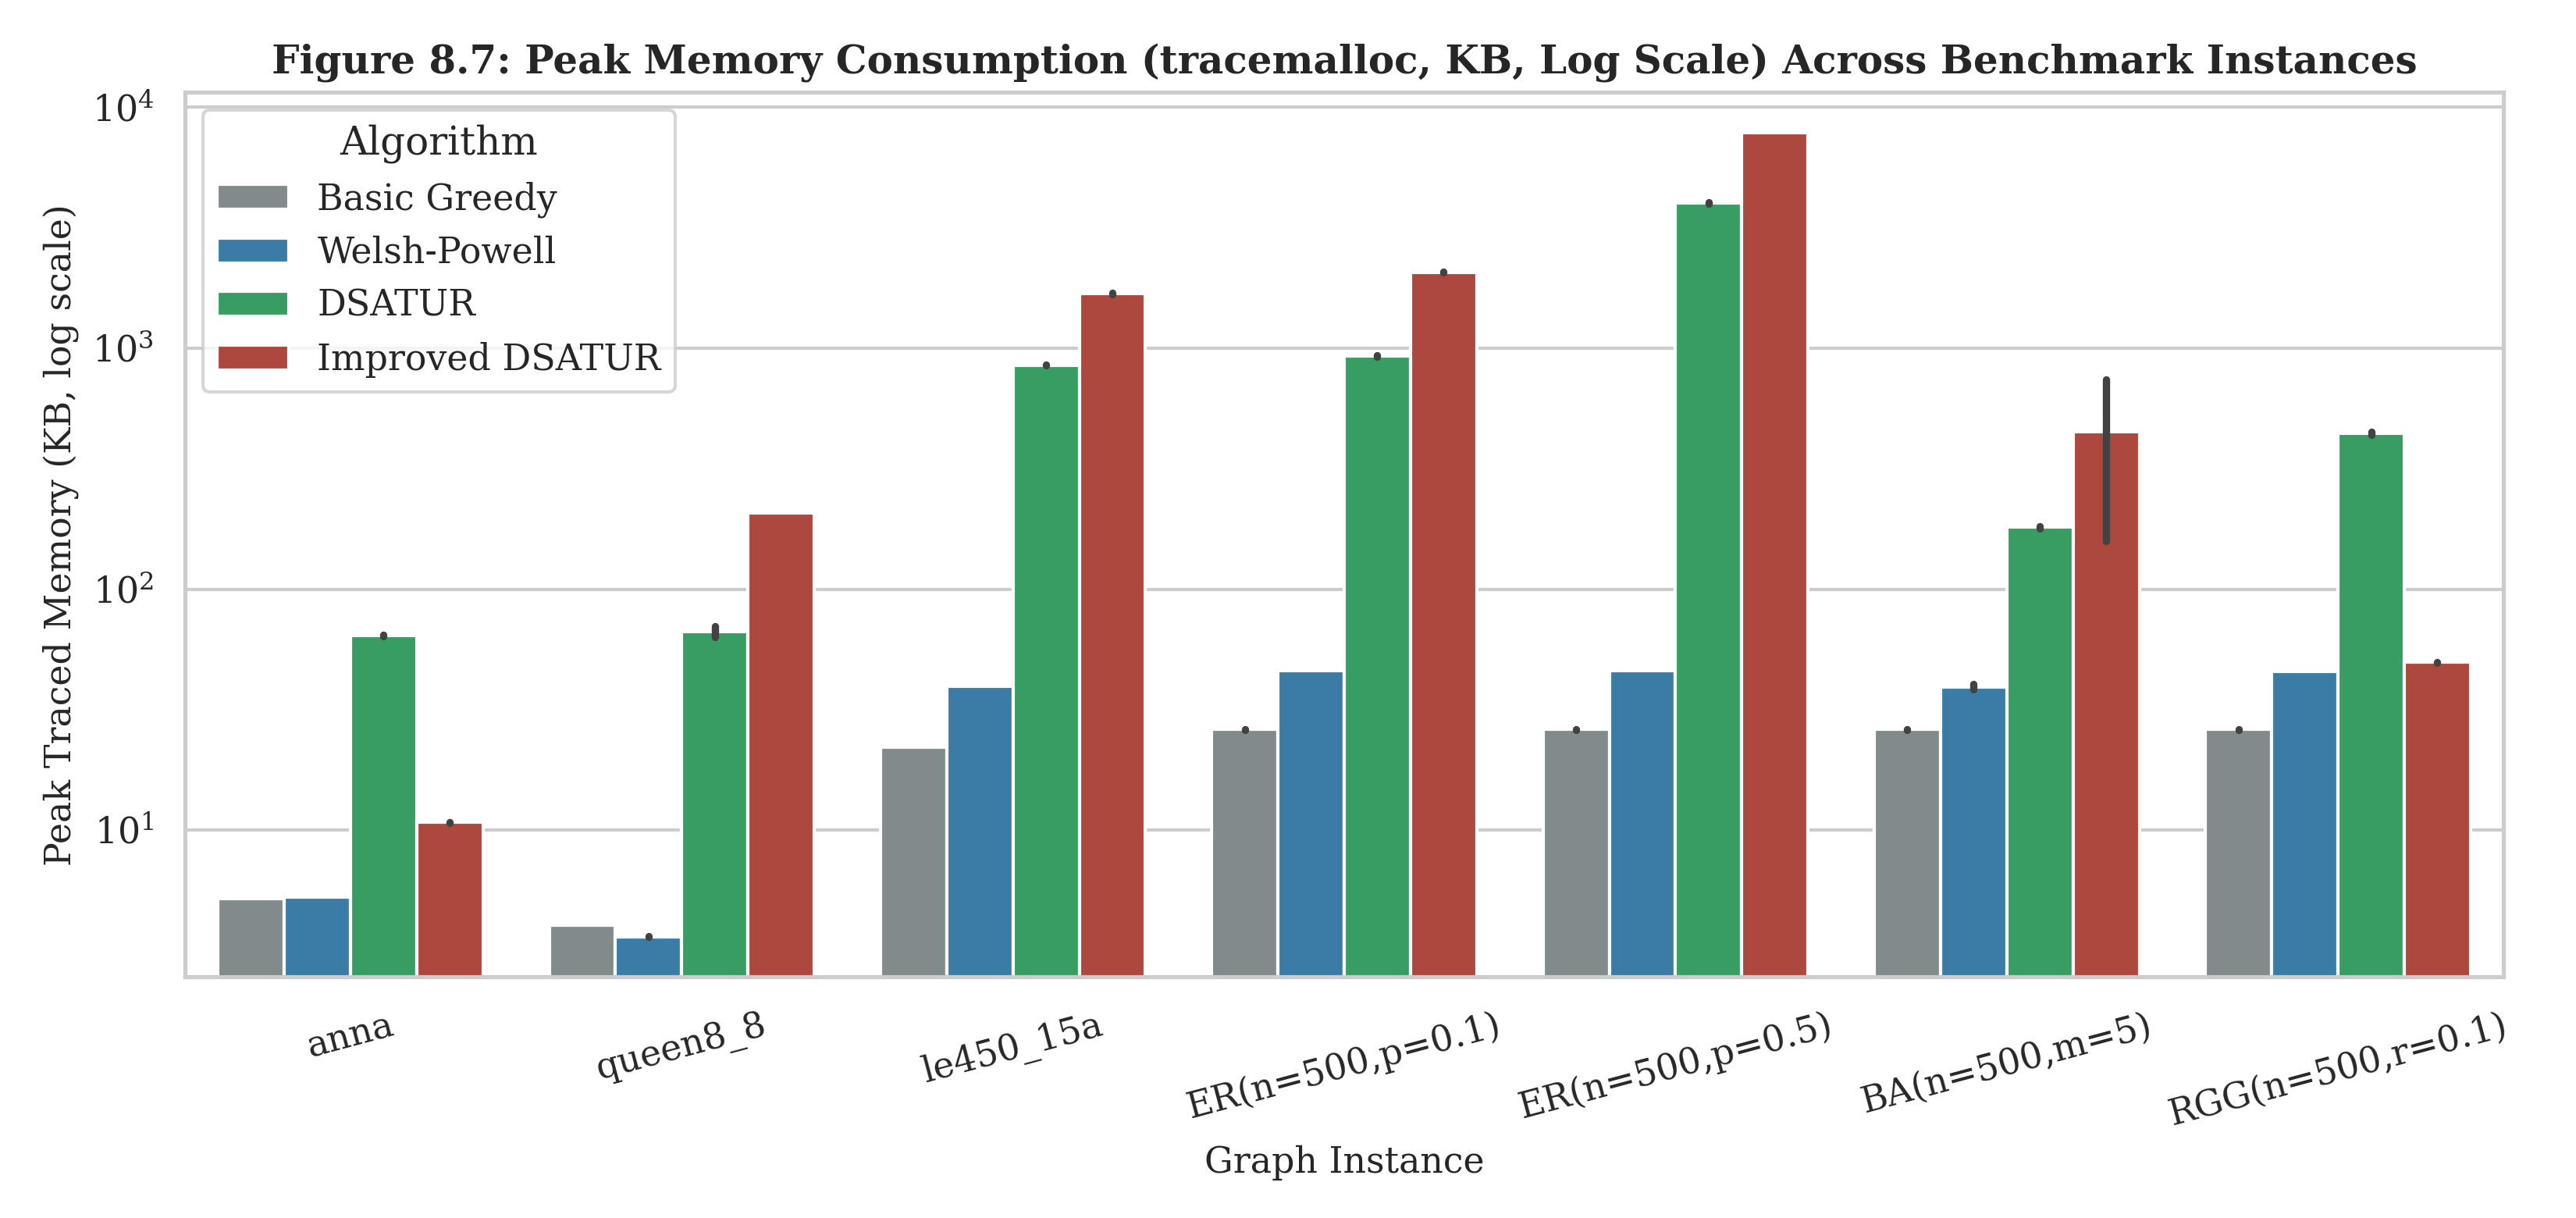 Figure 8.7: Peak Memory Consumption (tracemalloc, KB, Log Scale) Across Benchmark Instances
Peak Traced Memory (KB, log scale)
10⁴
10³
10²
10¹
Algorithm
Basic Greedy
Welsh-Powell
DSATUR
Improved DSATUR
anna
queen8_8
le450_15a
ER(n=500,p=0.1)
ER(n=500,p=0.5)
BA(n=500,m=5)
RGG(n=500,r=0.1)
Graph Instance